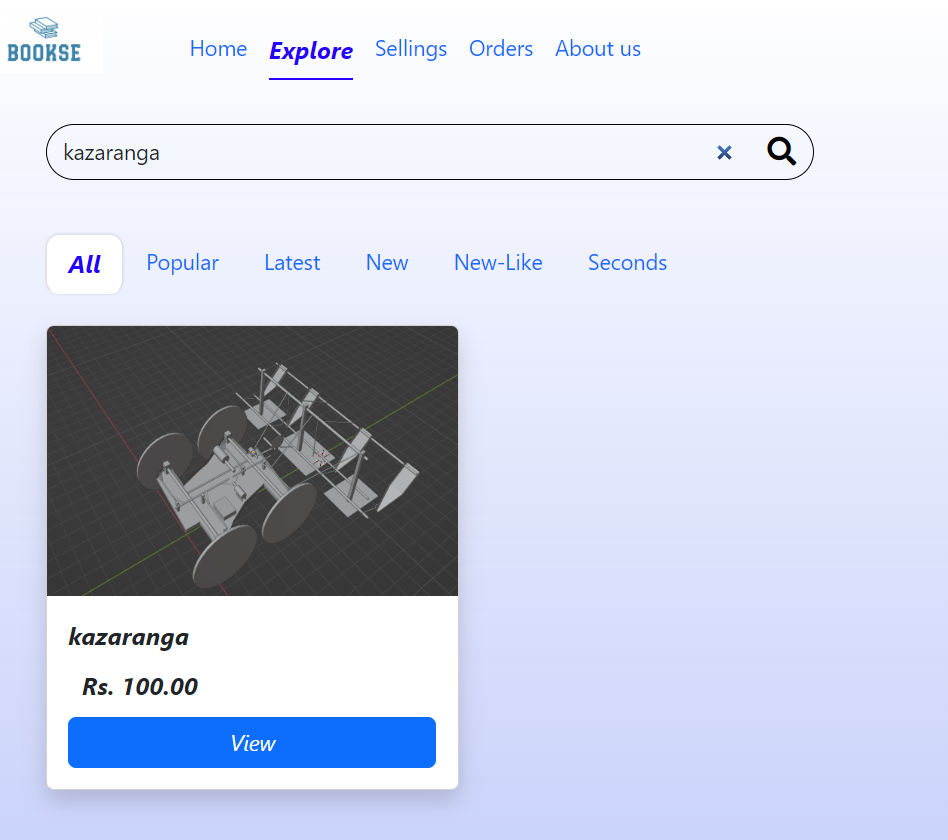 BOOKSE
Home Explore Sellings Orders About us
kazaranga
All Popular Latest New New-Like Seconds
kazaranga
Rs. 100.00
View